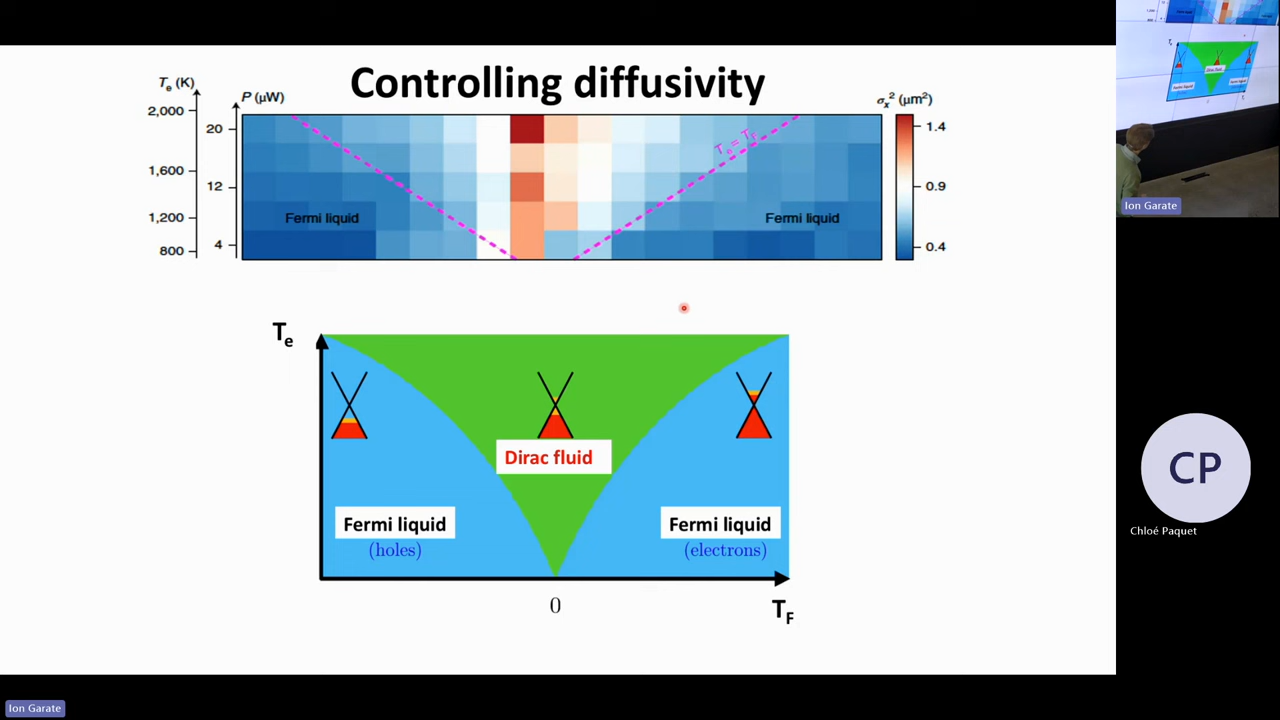 Controlling diffusivity
Tₑ (K)
P (μW)
σₓ² (μm²)
2,000
1,600
1,200
800
20
12
4
Fermi liquid
Tₑ = T_F
Fermi liquid
1.4
0.9
0.4
Tₑ
Dirac fluid
Fermi liquid
(holes)
Fermi liquid
(electrons)
0
T_F
Ion Garate
CP
Chloé Paquet
Ion Garate